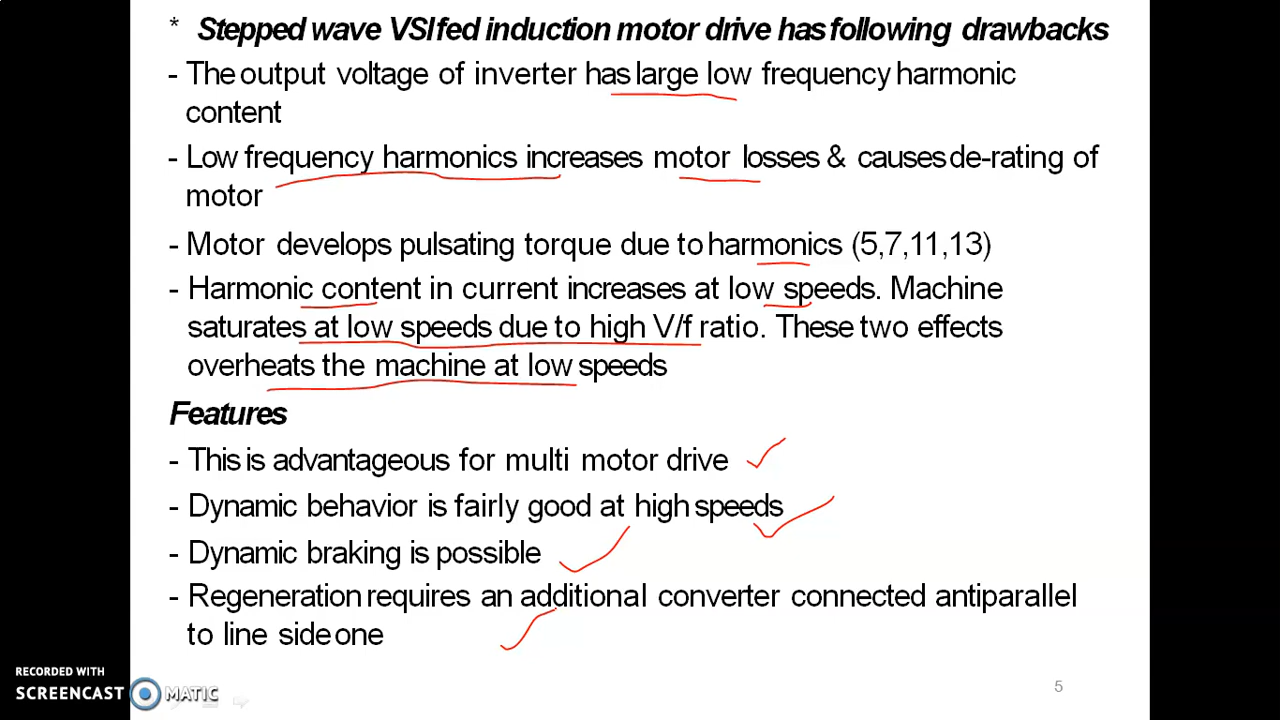 * Stepped wave VSI fed induction motor drive has following drawbacks
- The output voltage of inverter has large low frequency harmonic
content
- Low frequency harmonics increases motor losses & causes de-rating of
motor
- Motor develops pulsating torque due to harmonics (5,7,11,13)
- Harmonic content in current increases at low speeds. Machine
saturates at low speeds due to high V/f ratio. These two effects
overheats the machine at low speeds
Features
- This is advantageous for multi motor drive
- Dynamic behavior is fairly good at high speeds
- Dynamic braking is possible
- Regeneration requires an additional converter connected antiparallel
to line side one
RECORDED WITH
SCREENCAST MATIC
5